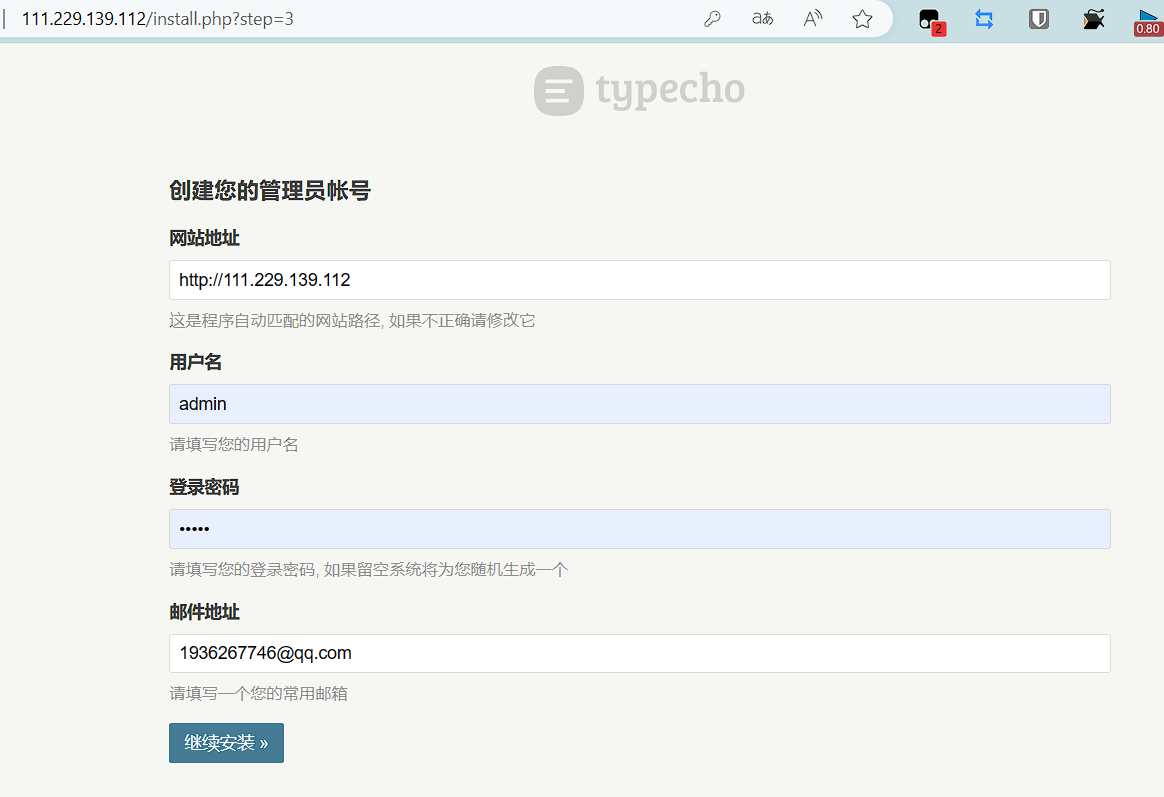 111.229.139.112/install.php?step=3
aあ
A
2
0.80
typecho
创建您的管理员帐号
网站地址
http://111.229.139.112
这是程序自动匹配的网站路径, 如果不正确请修改它
用户名
admin
请填写您的用户名
登录密码
•••••
请填写您的登录密码, 如果留空系统将为您随机生成一个
邮件地址
1936267746@qq.com
请填写一个您的常用邮箱
继续安装 »